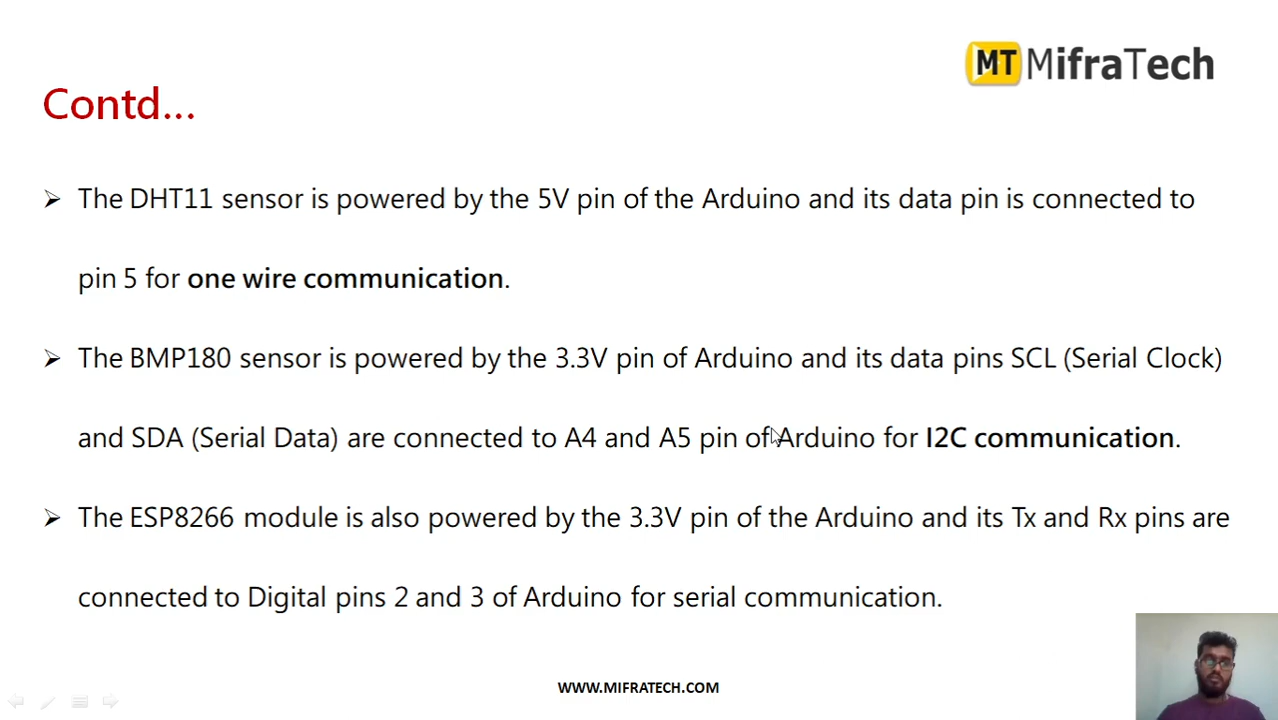 MT MifraTech
Contd...
The DHT11 sensor is powered by the 5V pin of the Arduino and its data pin is connected to
pin 5 for one wire communication.
The BMP180 sensor is powered by the 3.3V pin of Arduino and its data pins SCL (Serial Clock)
and SDA (Serial Data) are connected to A4 and A5 pin of Arduino for I2C communication.
The ESP8266 module is also powered by the 3.3V pin of the Arduino and its Tx and Rx pins are
connected to Digital pins 2 and 3 of Arduino for serial communication.
WWW.MIFRATECH.COM